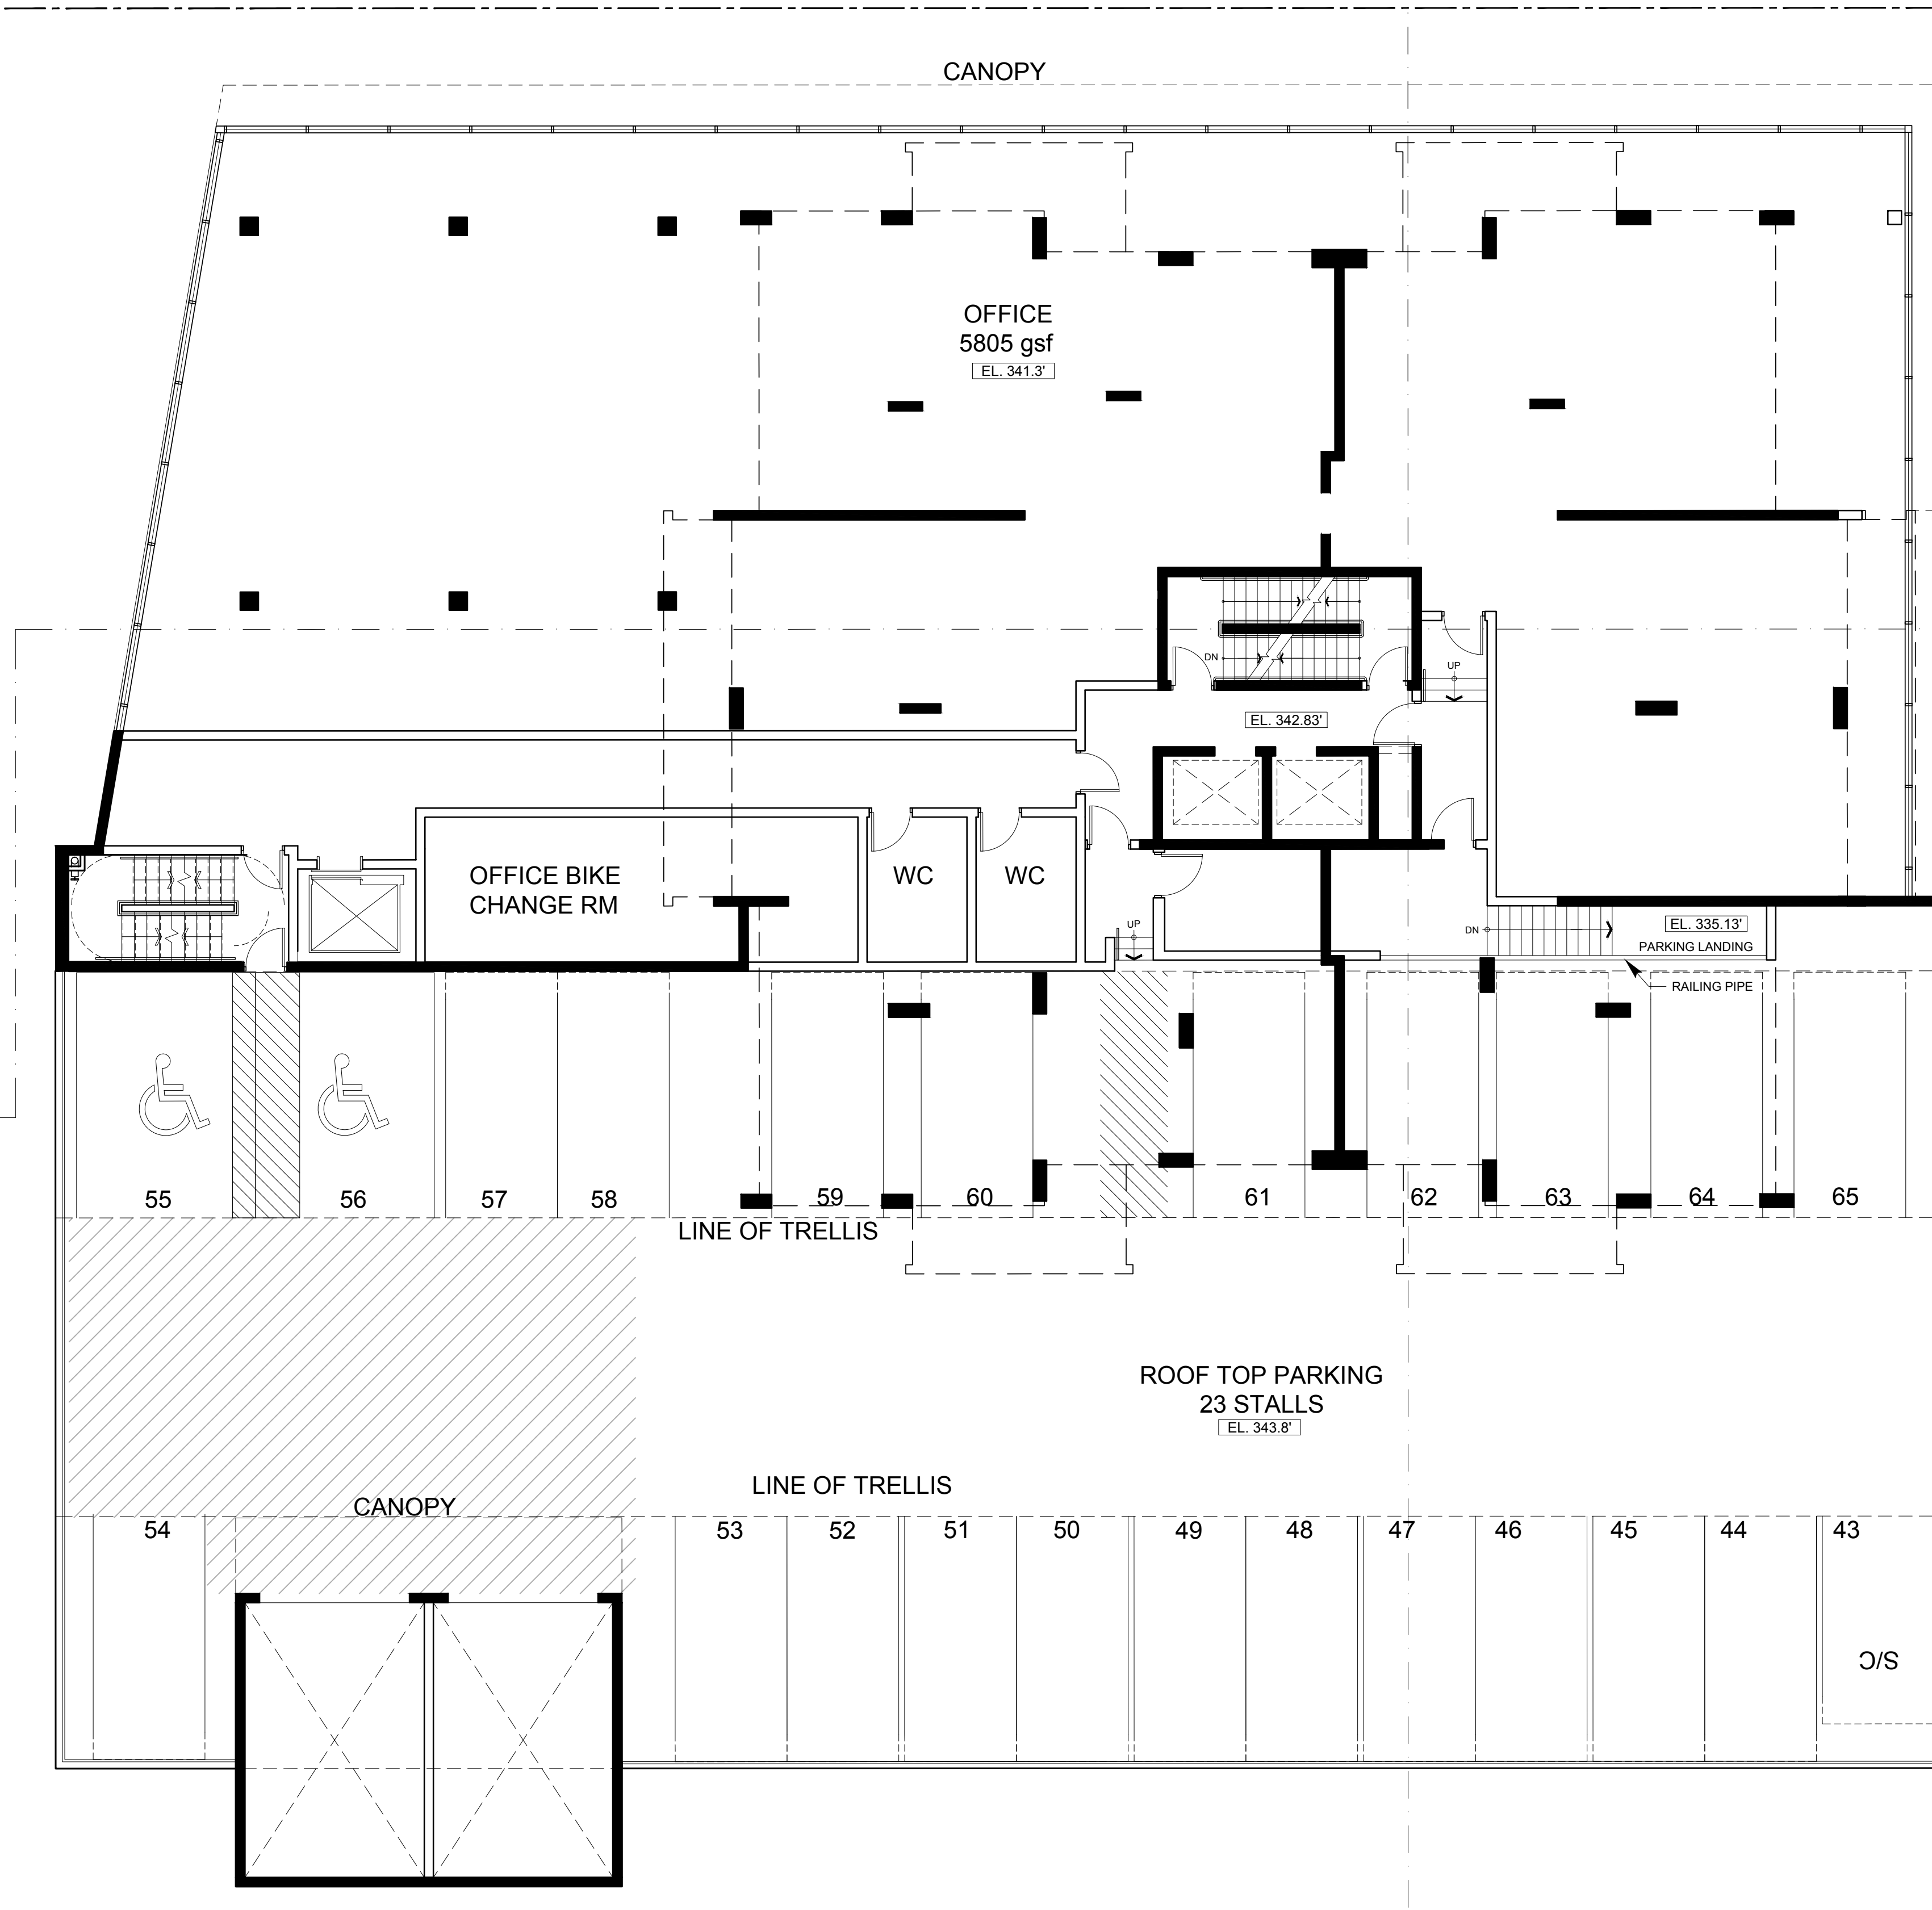 CANOPY
OFFICE
5805 gsf
EL. 341.3'
DN
UP
EL. 342.83'
OFFICE BIKE
CHANGE RM
WC
WC
UP
DN
EL. 335.13'
PARKING LANDING
RAILING PIPE
55
56
57
58
59
60
61
62
63
64
65
LINE OF TRELLIS
ROOF TOP PARKING
23 STALLS
EL. 343.8'
LINE OF TRELLIS
CANOPY
54
53
52
51
50
49
48
47
46
45
44
43
S/C